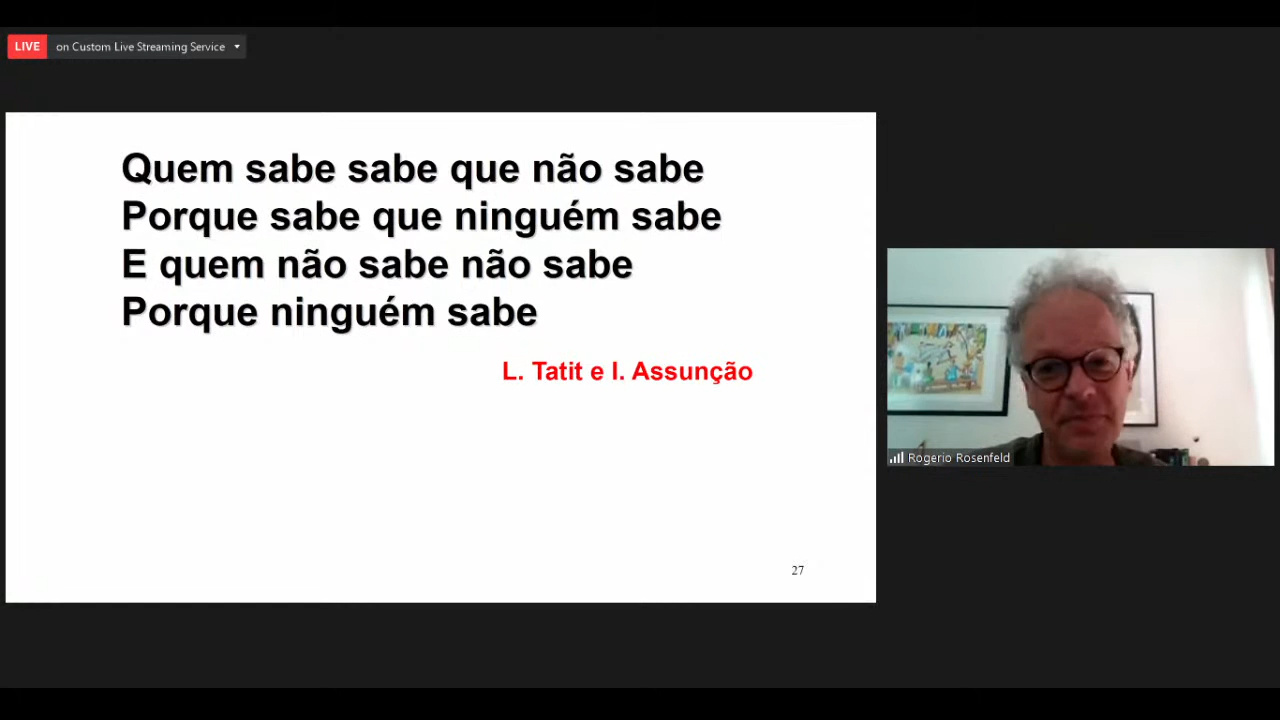 LIVE on Custom Live Streaming Service
Quem sabe sabe que não sabe
Porque sabe que ninguém sabe
E quem não sabe não sabe
Porque ninguém sabe
L. Tatit e I. Assunção
27
Rogerio Rosenfeld